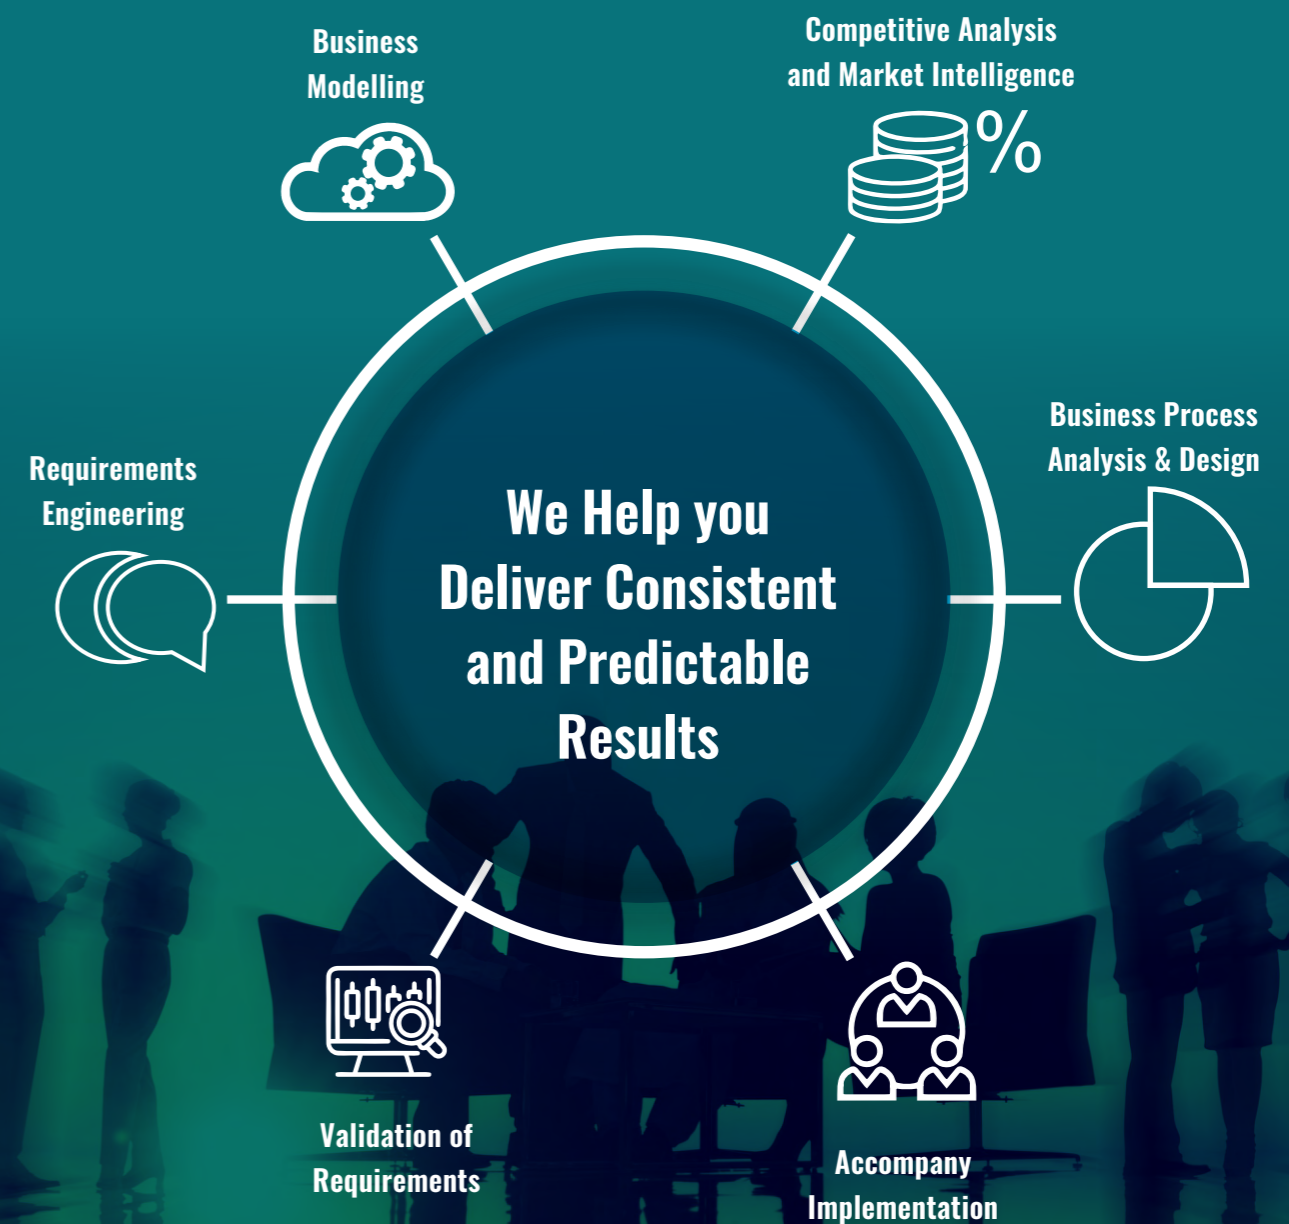 Business
Modelling
Competitive Analysis
and Market Intelligence
%
Business Process
Analysis & Design
Requirements
Engineering
We Help you
Deliver Consistent
and Predictable
Results
Validation of
Requirements
Accompany
Implementation